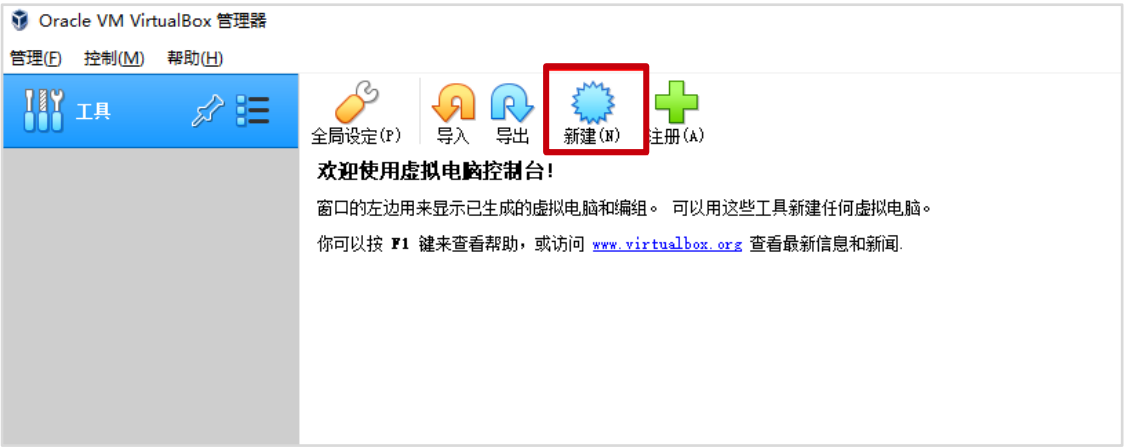 Oracle VM VirtualBox 管理器
管理(F) 控制(M) 帮助(H)
工具
全局设定(P) 导入 导出 新建(N) 注册(A)
欢迎使用虚拟电脑控制台!
窗口的左边用来显示已生成的虚拟电脑和编组。 可以用这些工具新建任何虚拟电脑。
你可以按 F1 键来查看帮助，或访问 www.virtualbox.org 查看最新信息和新闻.